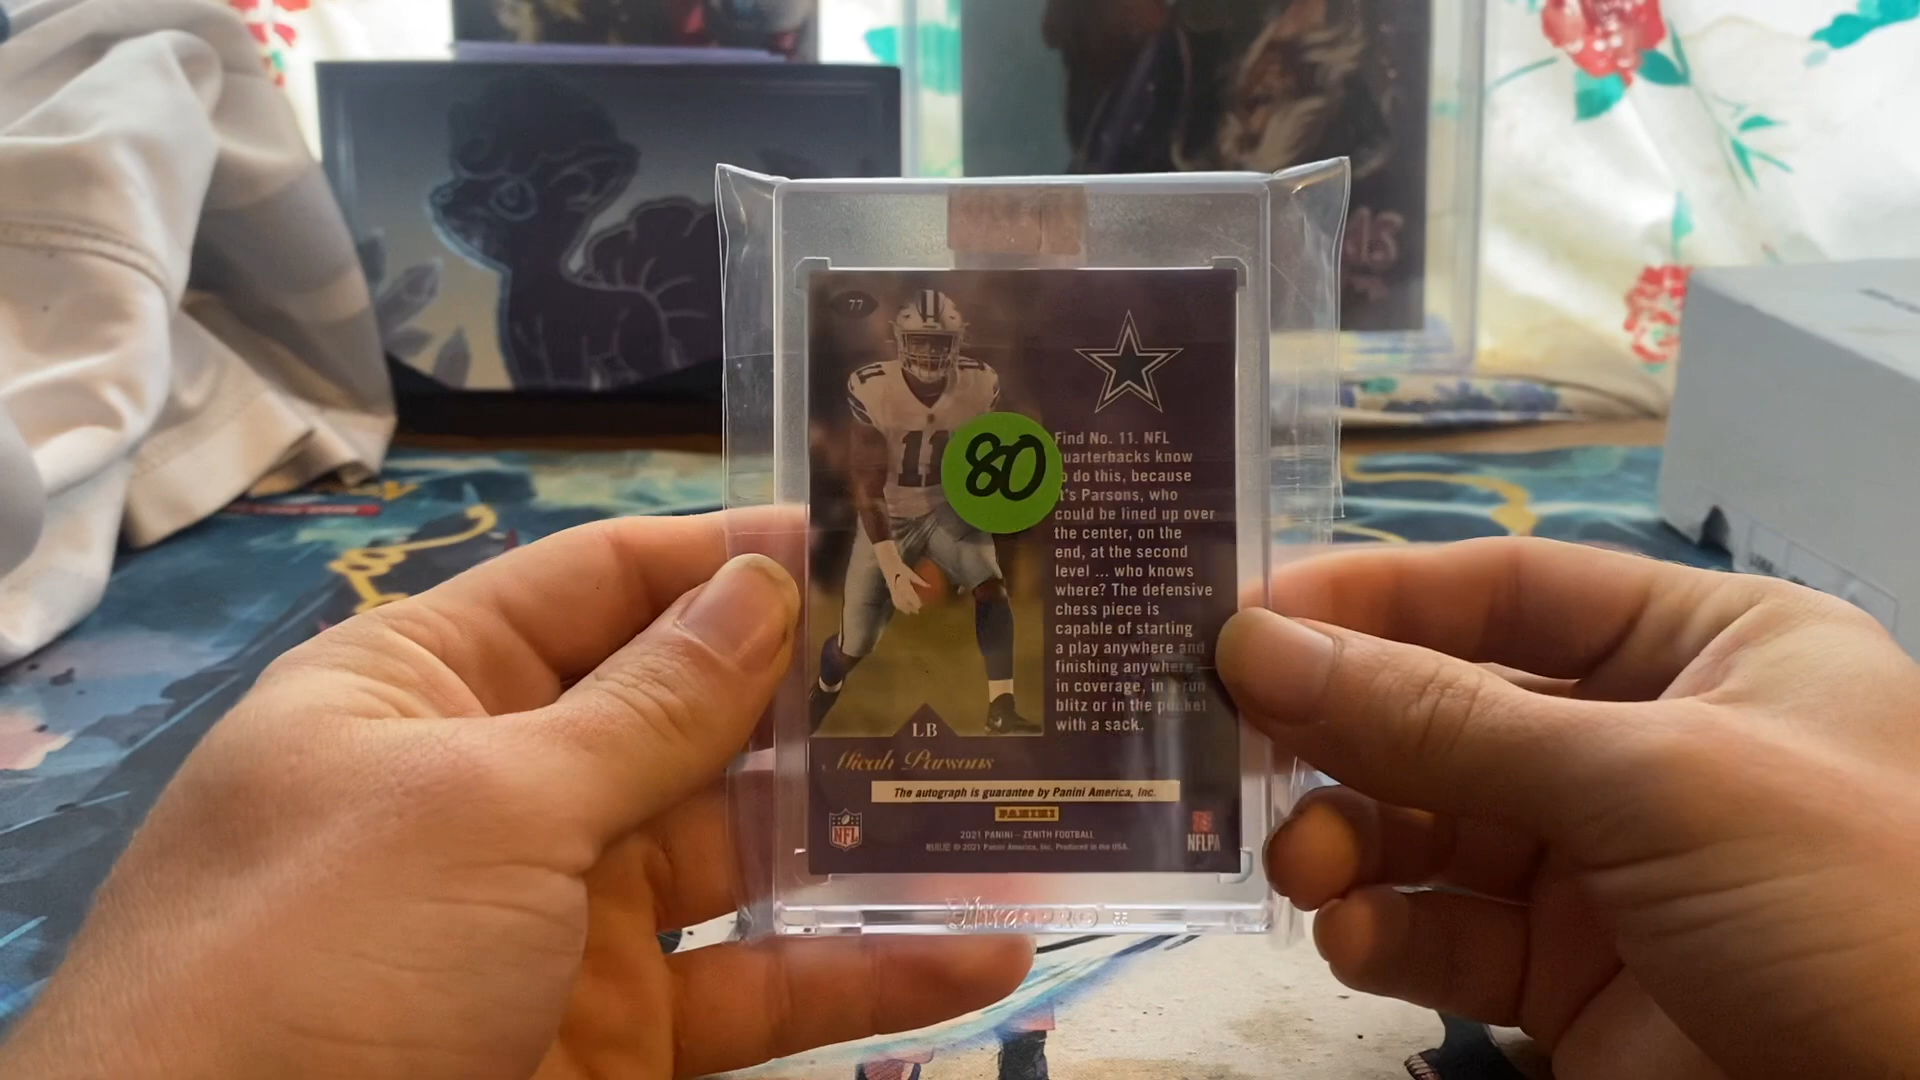 77
11
80
Find No. 11. NFL
uarterbacks know
o do this, because
t's Parsons, who
could be lined up over
the center, on the
end, at the second
level ... who knows
where? The defensive
chess piece is
capable of starting
a play anywhere and
finishing anywhere –
in coverage, in a run
blitz or in the pocket
with a sack.
LB
Micah Parsons
The autograph is guarantee by Panini America, Inc.
PANINI
NFL
2021 PANINI – ZENITH FOOTBALL
© 2021 Panini America, Inc. Produced in the USA.
NFLPA
Ultra PRO